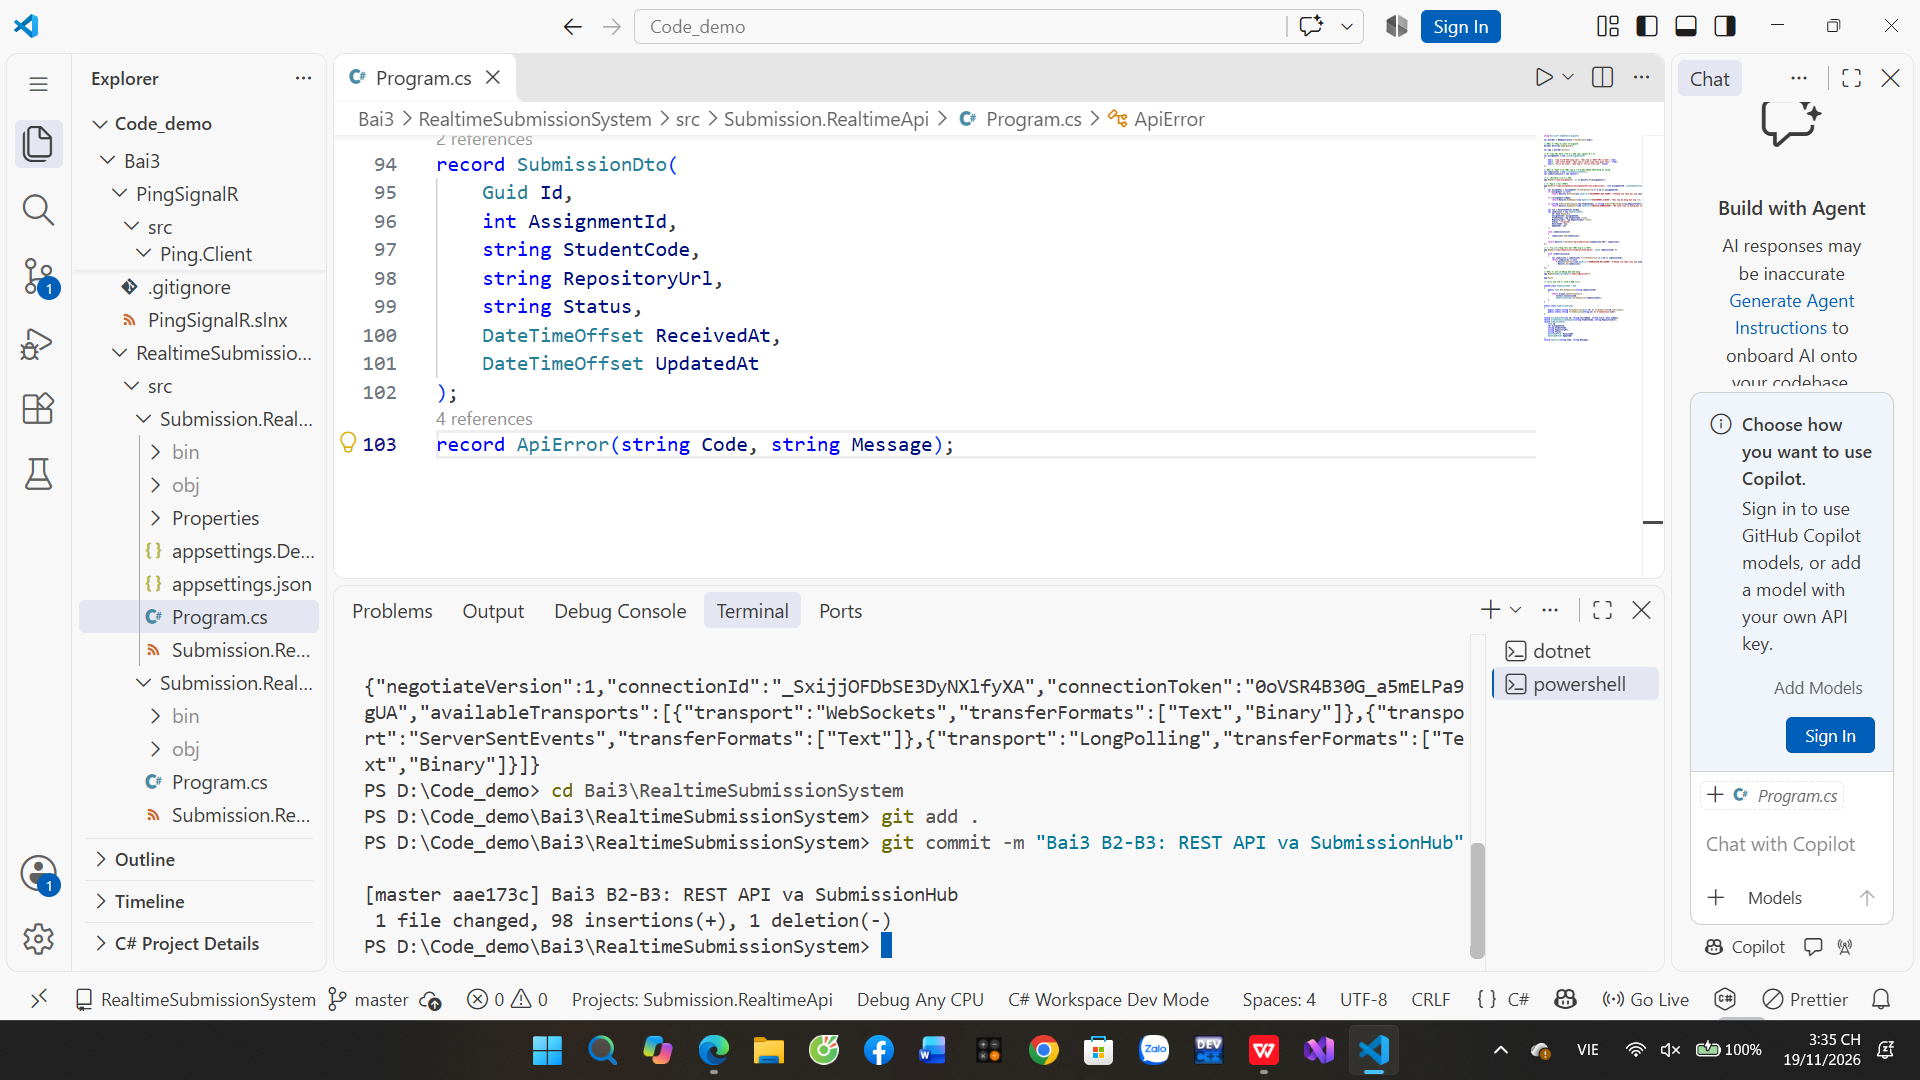 Code_demo
Sign In
Explorer
Code_demo
Bai3
PingSignalR
src
Ping.Client
.gitignore
PingSignalR.slnx
RealtimeSubmissio...
src
Submission.Real...
bin
obj
Properties
appsettings.De...
appsettings.json
Program.cs
Submission.Re...
Submission.Real...
bin
obj
Program.cs
Submission.Re...
Outline
Timeline
C# Project Details
1
1
Program.cs
Bai3 > RealtimeSubmissionSystem > src > Submission.RealtimeApi > Program.cs > ApiError
2 references
94 record SubmissionDto(
95 Guid Id,
96 int AssignmentId,
97 string StudentCode,
98 string RepositoryUrl,
99 string Status,
100 DateTimeOffset ReceivedAt,
101 DateTimeOffset UpdatedAt
102 );
4 references
103 record ApiError(string Code, string Message);
Problems Output Debug Console Terminal Ports
{"negotiateVersion":1,"connectionId":"_SxijjOFDbSE3DyNXlfyXA","connectionToken":"0oVSR4B30G_a5mELPa9
gUA","availableTransports":[{"transport":"WebSockets","transferFormats":["Text","Binary"]},{"transpo
rt":"ServerSentEvents","transferFormats":["Text"]},{"transport":"LongPolling","transferFormats":["Te
xt","Binary"]}]}
PS D:\Code_demo> cd Bai3\RealtimeSubmissionSystem
PS D:\Code_demo\Bai3\RealtimeSubmissionSystem> git add .
PS D:\Code_demo\Bai3\RealtimeSubmissionSystem> git commit -m "Bai3 B2-B3: REST API va SubmissionHub"
[master aae173c] Bai3 B2-B3: REST API va SubmissionHub
1 file changed, 98 insertions(+), 1 deletion(-)
PS D:\Code_demo\Bai3\RealtimeSubmissionSystem>
dotnet
powershell
Chat
Build with Agent
AI responses may
be inaccurate
Generate Agent
Instructions to
onboard AI onto
your codebase
Choose how
you want to use
Copilot.
Sign in to use
GitHub Copilot
models, or add
a model with
your own API
key.
Add Models
Sign In
Program.cs
Chat with Copilot
Models
Copilot
RealtimeSubmissionSystem master 0 0 Projects: Submission.RealtimeApi Debug Any CPU C# Workspace Dev Mode Spaces: 4 UTF-8 CRLF { } C# Go Live Prettier
Zalo
DEV
VIE
100%
3:35 CH
19/11/2026